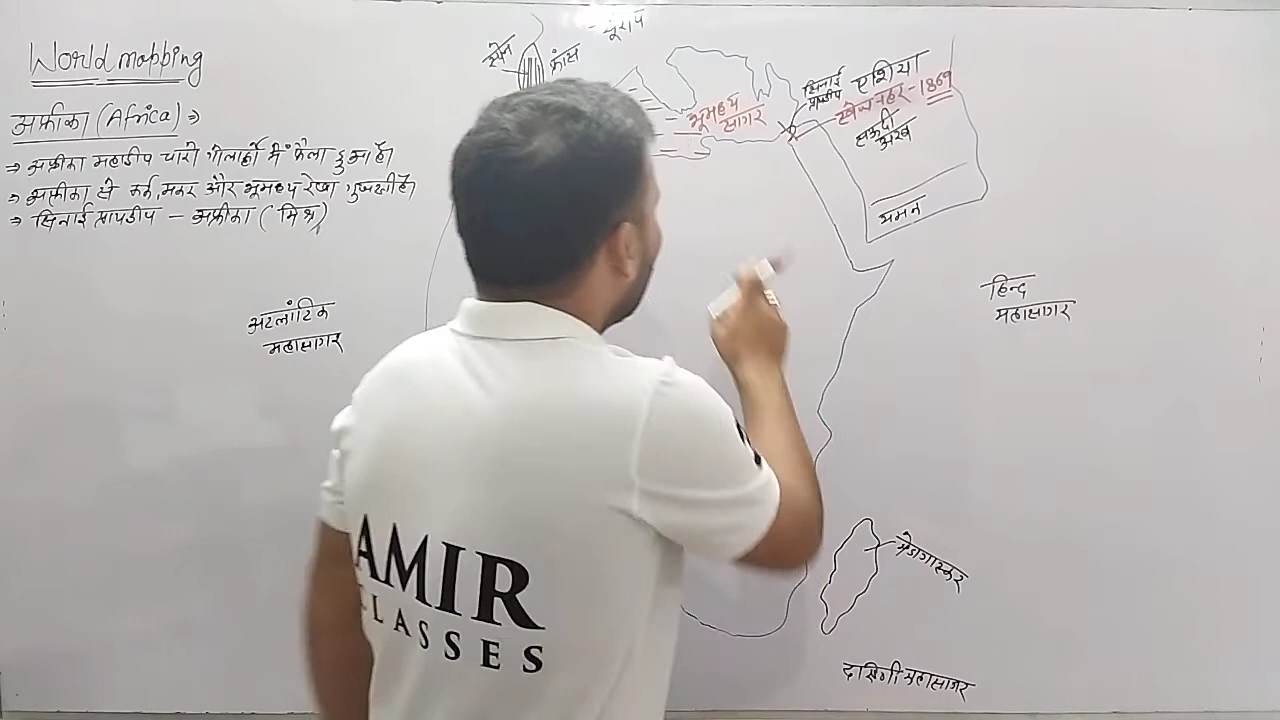 World mapping
अफ्रीका (Africa) ⇒
⇒ अफ्रीका महाद्वीप चारो गोलार्द्धो में फैला हुआ है।
⇒ अफ्रीका से कर्क, मकर और भूमध्य रेखा गुजरती है।
⇒ सिनाई प्रायद्वीप – अफ्रीका (मिश्र)
- यूरोप
स्पेन
फ्रांस
भूमध्य
सागर
सिनाई
एशिया
स्वेज नहर - 1869
सऊदी
अरब
यमन
अटलांटिक
महासागर
हिन्द
महासागर
मेडागास्कर
दक्षिणी महासागर
AMIR
CLASSES